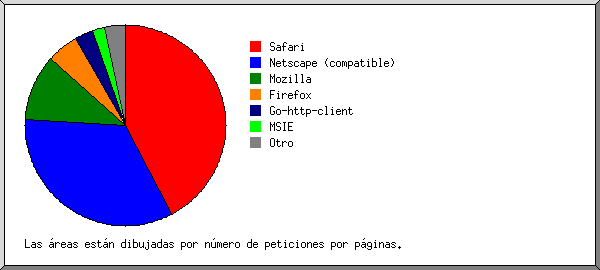 Safari
Netscape (compatible)
Mozilla
Firefox
Go-http-client
MSIE
Otro
Las áreas están dibujadas por número de peticiones por páginas.